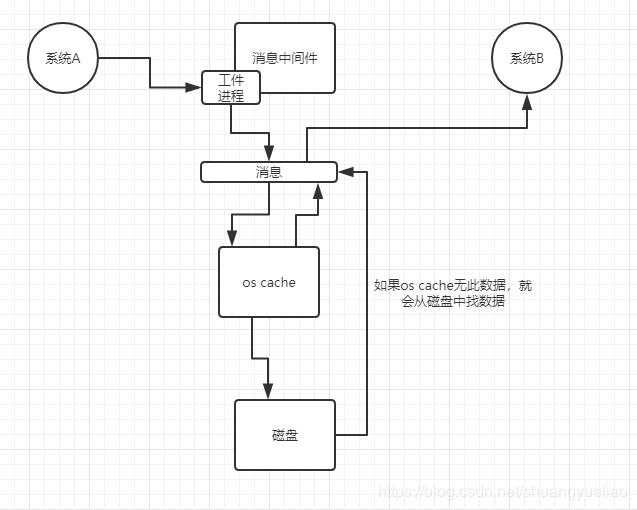 系统A
消息中间件
系统B
工件
进程
消息
os cache
如果os cache无此数据，就
会从磁盘中找数据
磁盘
https://blog.csdn.net/shuangyueliao